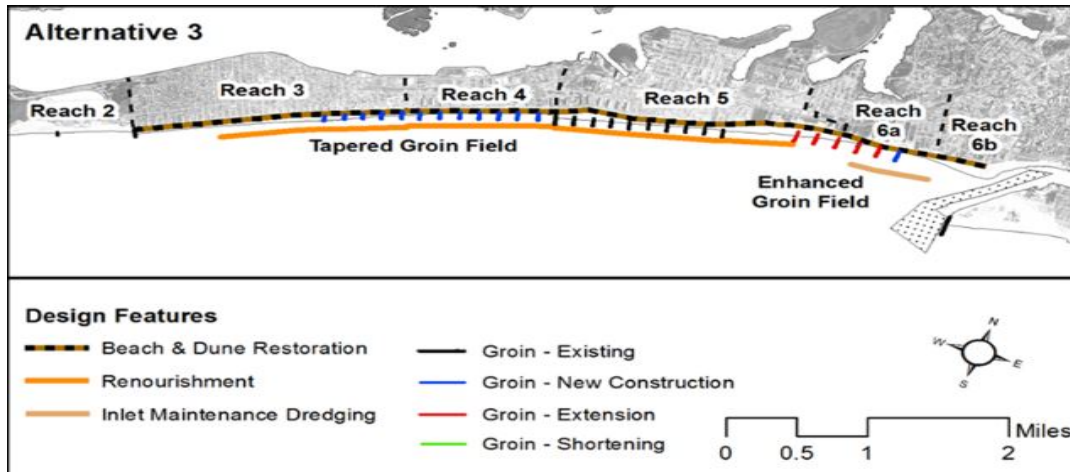 Alternative 3
Reach 2
Reach 3
Reach 4
Reach 5
Reach
6a
Reach
6b
Tapered Groin Field
Enhanced
Groin Field
Design Features
Beach & Dune Restoration
Renourishment
Inlet Maintenance Dredging
Groin - Existing
Groin - New Construction
Groin - Extension
Groin - Shortening
N
W
E
S
Miles
0 0.5 1 2